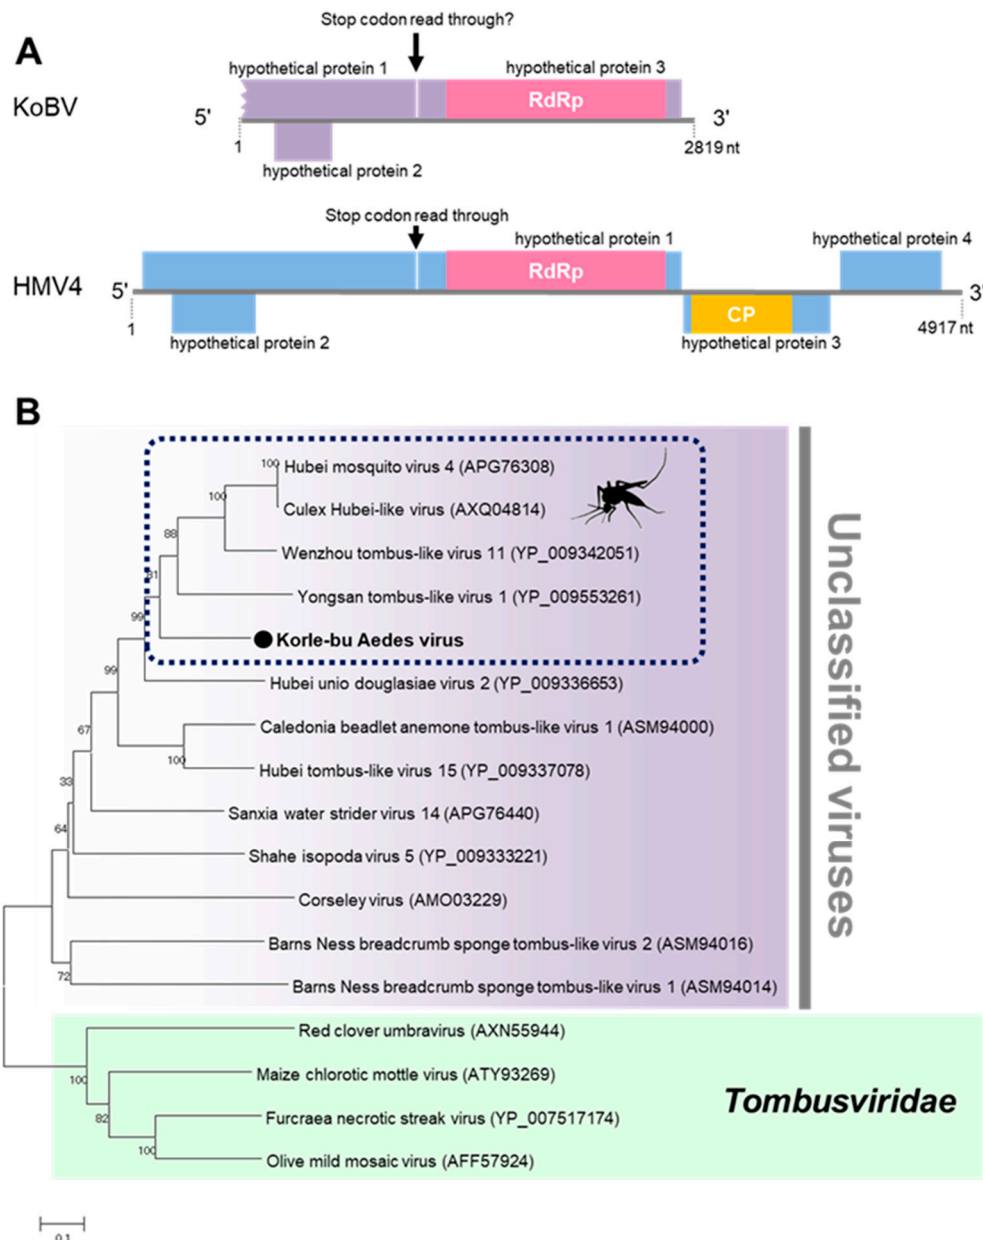 Stop codon read through?
A
hypothetical protein 1
hypothetical protein 3
KoBV
RdRp
5'
3'
1
2819 nt
hypothetical protein 2
Stop codon read through
hypothetical protein 1
hypothetical protein 4
HMV4
RdRp
5'
3'
CP
1
4917 nt
hypothetical protein 2
hypothetical protein 3
B
100
Hubei mosquito virus 4 (APG76308)
100
Culex Hubei-like virus (AXQ04814)
88
Wenzhou tombus-like virus 11 (YP_009342051)
81
Yongsan tombus-like virus 1 (YP_009553261)
99
Korle-bu Aedes virus
99
Hubei unio douglasiae virus 2 (YP_009336653)
67
Caledonia beadlet anemone tombus-like virus 1 (ASM94000)
100
Hubei tombus-like virus 15 (YP_009337078)
33
Sanxia water strider virus 14 (APG76440)
64
Shahe isopoda virus 5 (YP_009333221)
Corseley virus (AMO03229)
Barns Ness breadcrumb sponge tombus-like virus 2 (ASM94016)
72
Barns Ness breadcrumb sponge tombus-like virus 1 (ASM94014)
Unclassified viruses
Red clover umbravirus (AXN55944)
100
Maize chlorotic mottle virus (ATY93269)
82
Furcraea necrotic streak virus (YP_007517174)
100
Olive mild mosaic virus (AFF57924)
Tombusviridae
0.1